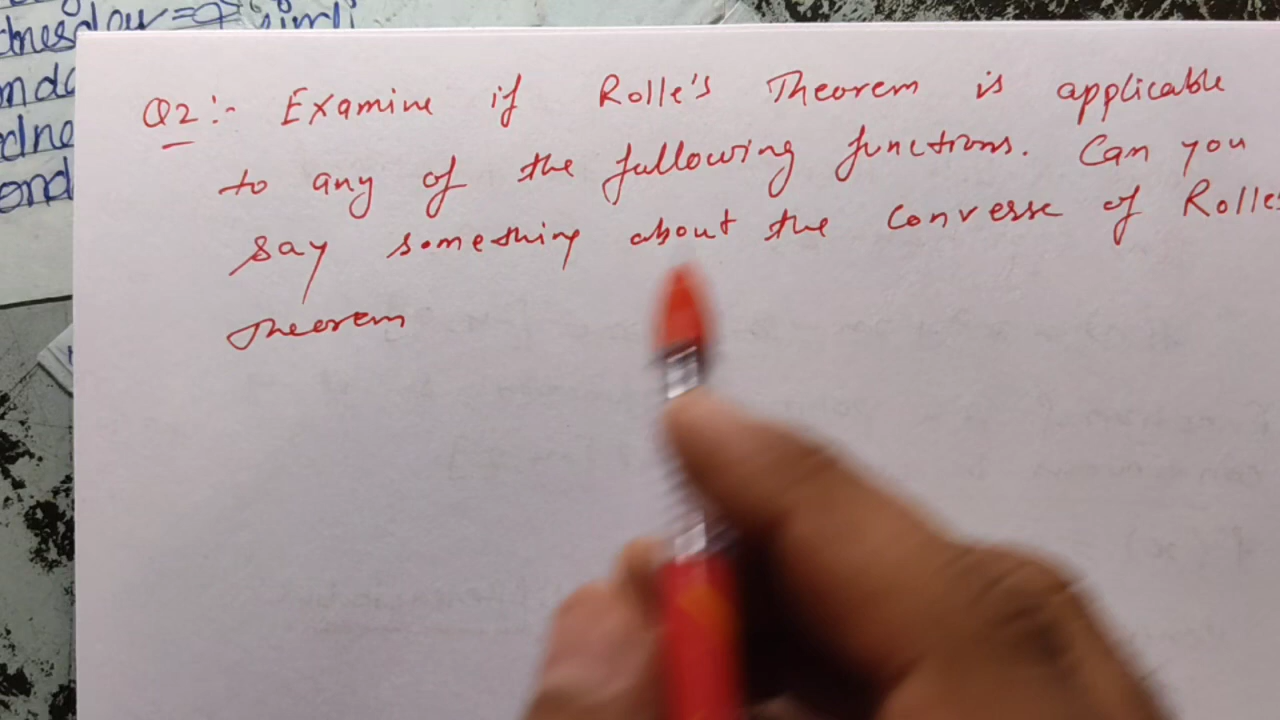 dnesday = 
Q2:- Examine if Rolle's Theorem is applicable
to any of the following functions. Can you
say something about the converse of Rolle's
Theorem